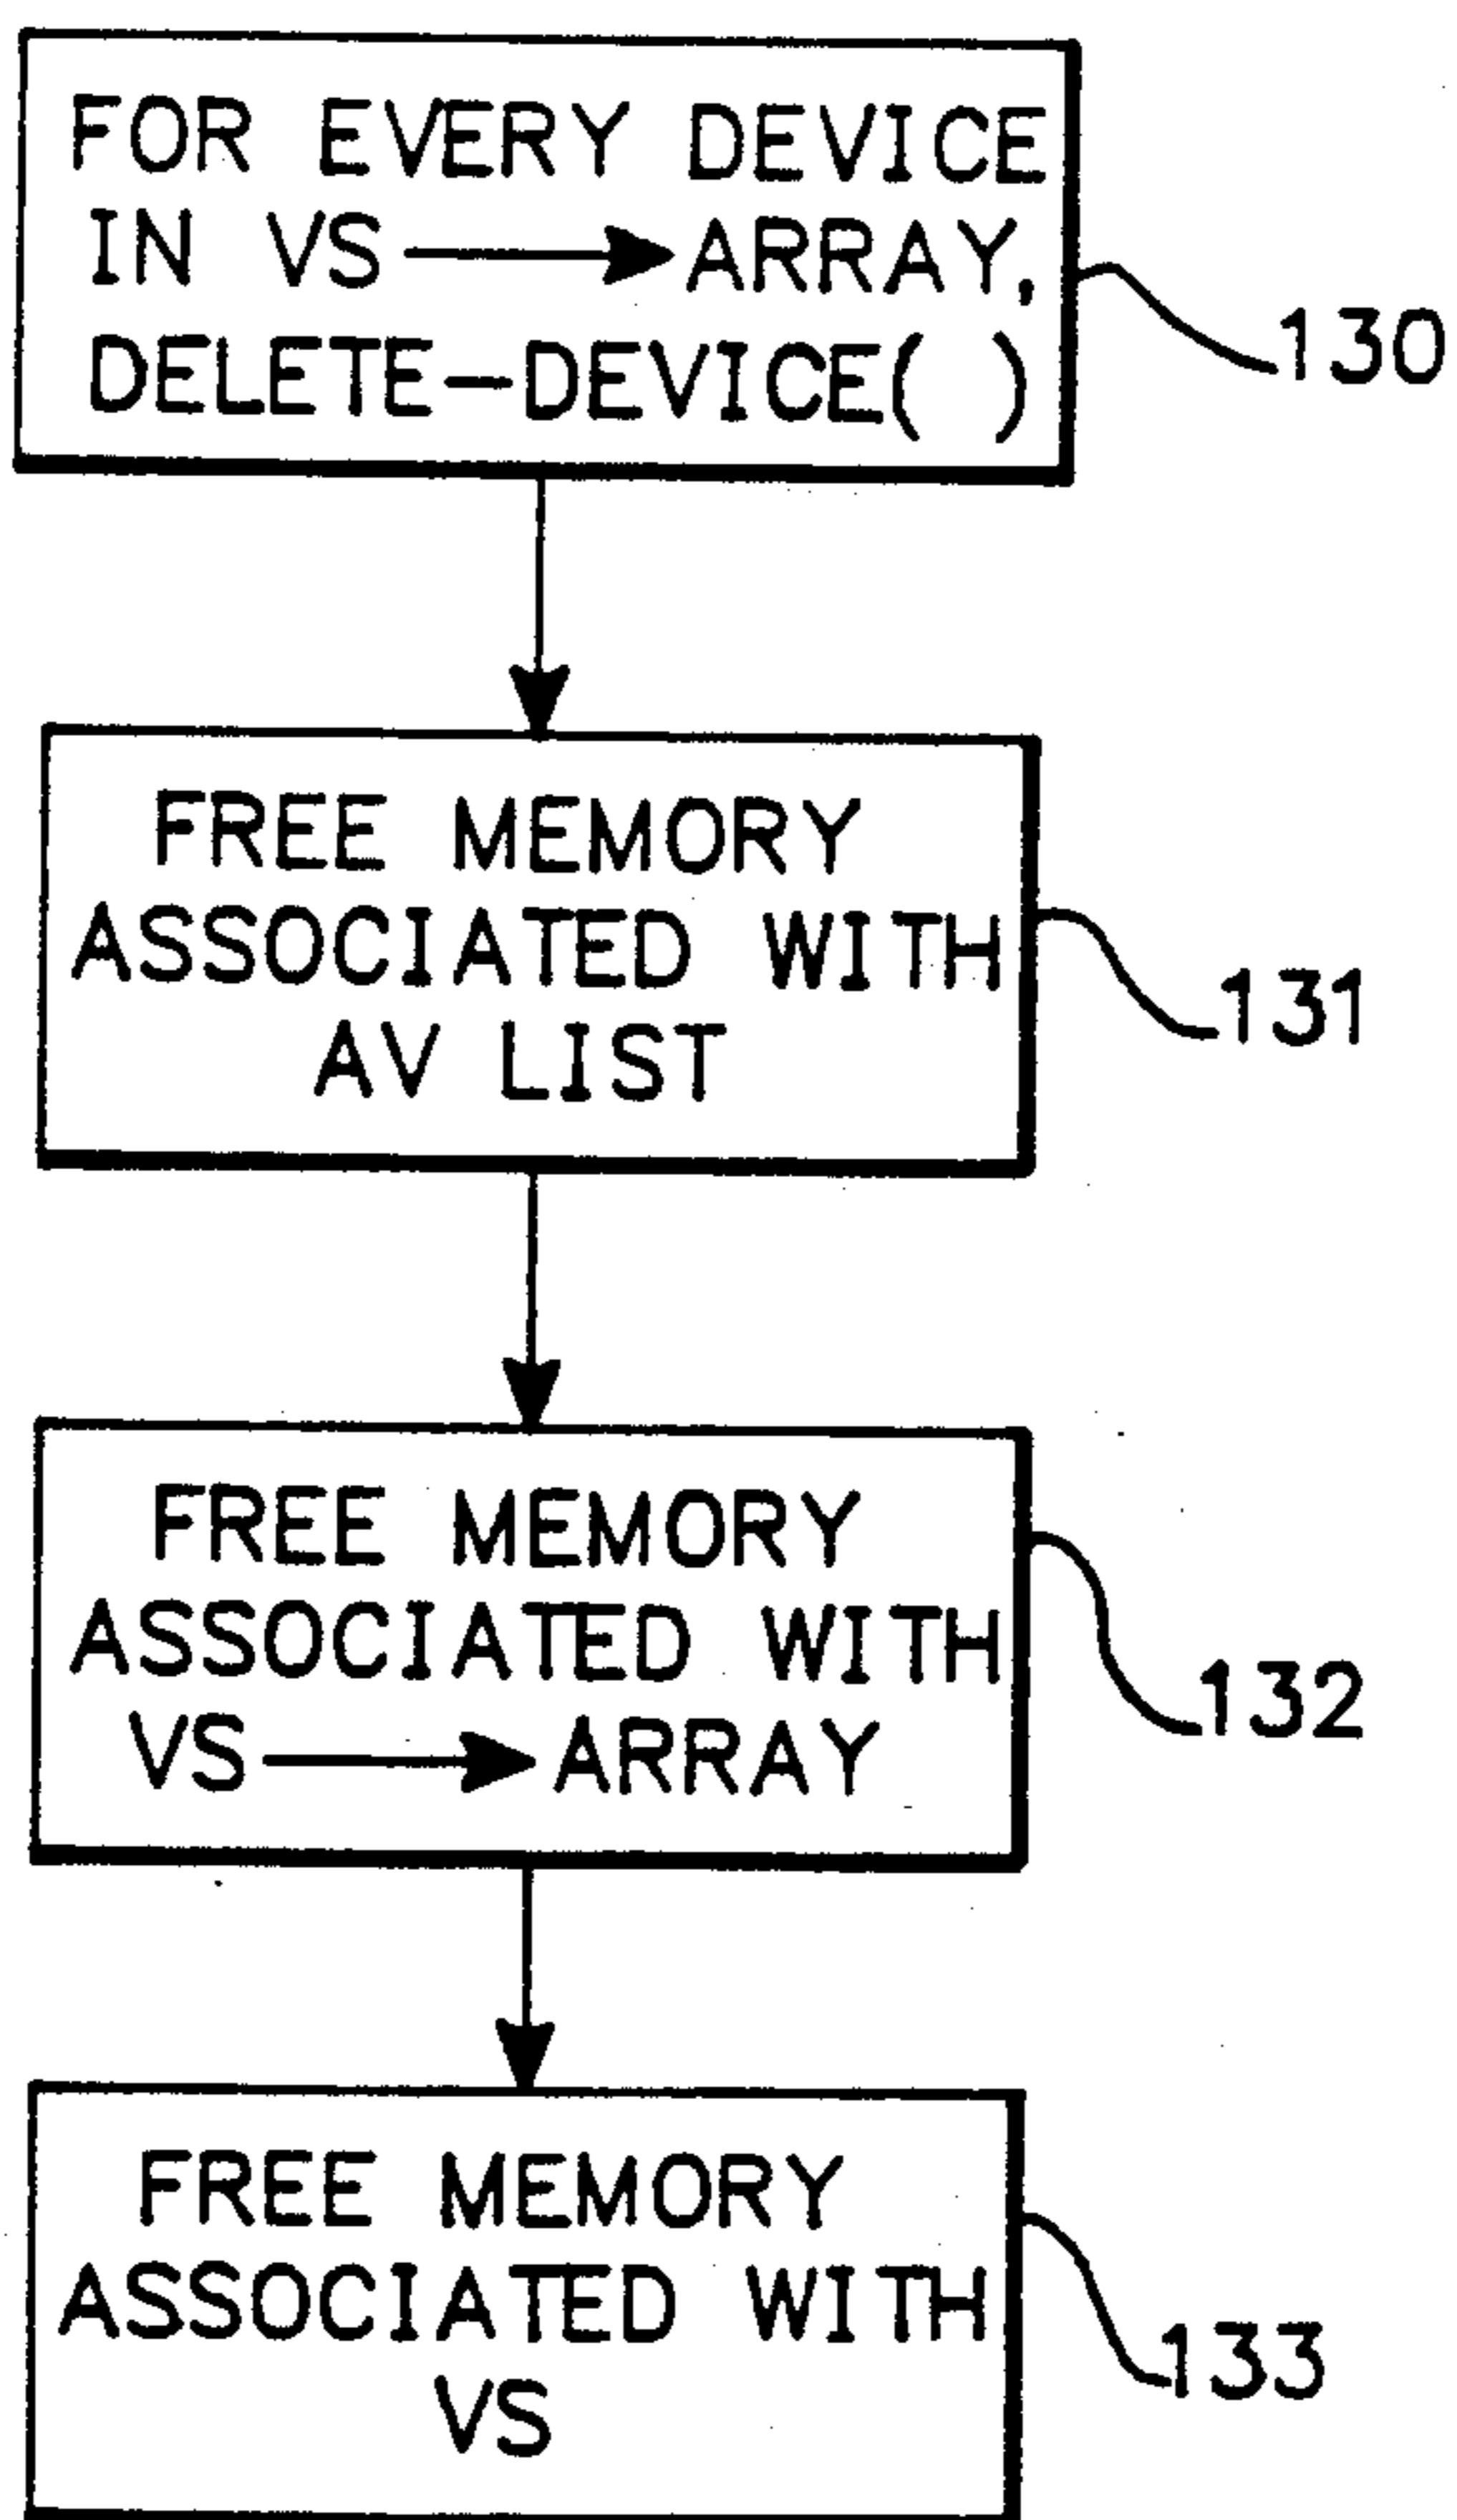 FOR EVERY DEVICE
IN VS → ARRAY,
DELETE-DEVICE( )
130
FREE MEMORY
ASSOCIATED WITH
AV LIST
131
FREE MEMORY
ASSOCIATED WITH
VS → ARRAY
132
FREE MEMORY
ASSOCIATED WITH
VS
133